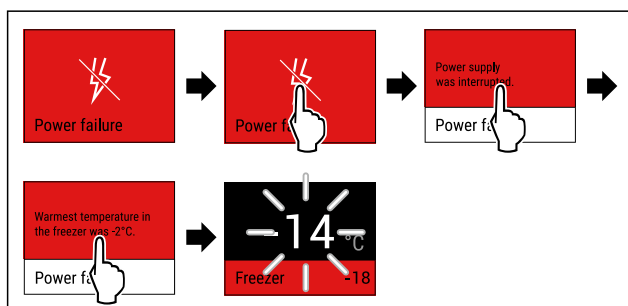 Power failure
Power fa
Power supply
was interrupted.
Power fa
Warmest temperature in
the freezer was -2°C.
Power fa
-14 °C
Freezer -18